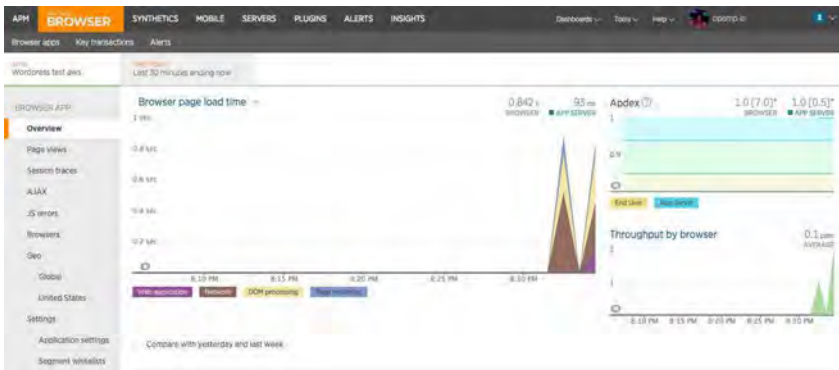 APM BROWSER SYNTHETICS MOBILE SERVERS PLUGINS ALERTS INSIGHTS Dashboards Tools Help
Browser apps Key transactions Alerts
Wordpress test aws
Last 30 minutes ending now
BROWSER APP
Overview
Page views
Session traces
AJAX
JS errors
Browsers
Geo
Global
United States
Settings
Application settings
Segment whitelists
Browser page load time
0.842 s 93 ms
BROWSER APP SERVER
1 sec
0.8 sec
0.6 sec
0.4 sec
0.2 sec
0
8:10 PM 8:15 PM 8:20 PM 8:25 PM 8:30 PM
Web application Network DOM processing Page rendering
Compare with yesterday and last week
Apdex 1.0 [7.0]* 1.0 [0.5]*
BROWSER APP SERVER
1
0.9
0
End user App server
Throughput by browser 0.1 ppm
AVERAGE
1
0
8:10 PM 8:15 PM 8:20 PM 8:25 PM 8:30 PM